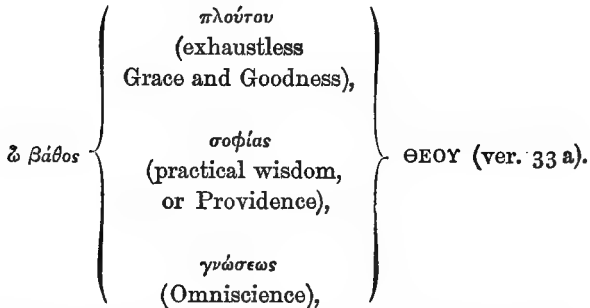 πλούτου
(exhaustless
Grace and Goodness),
σοφίας
ὦ βάθος ΘΕΟΥ (ver. 33 a).
(practical wisdom,
or Providence),
γνώσεως
(Omniscience),